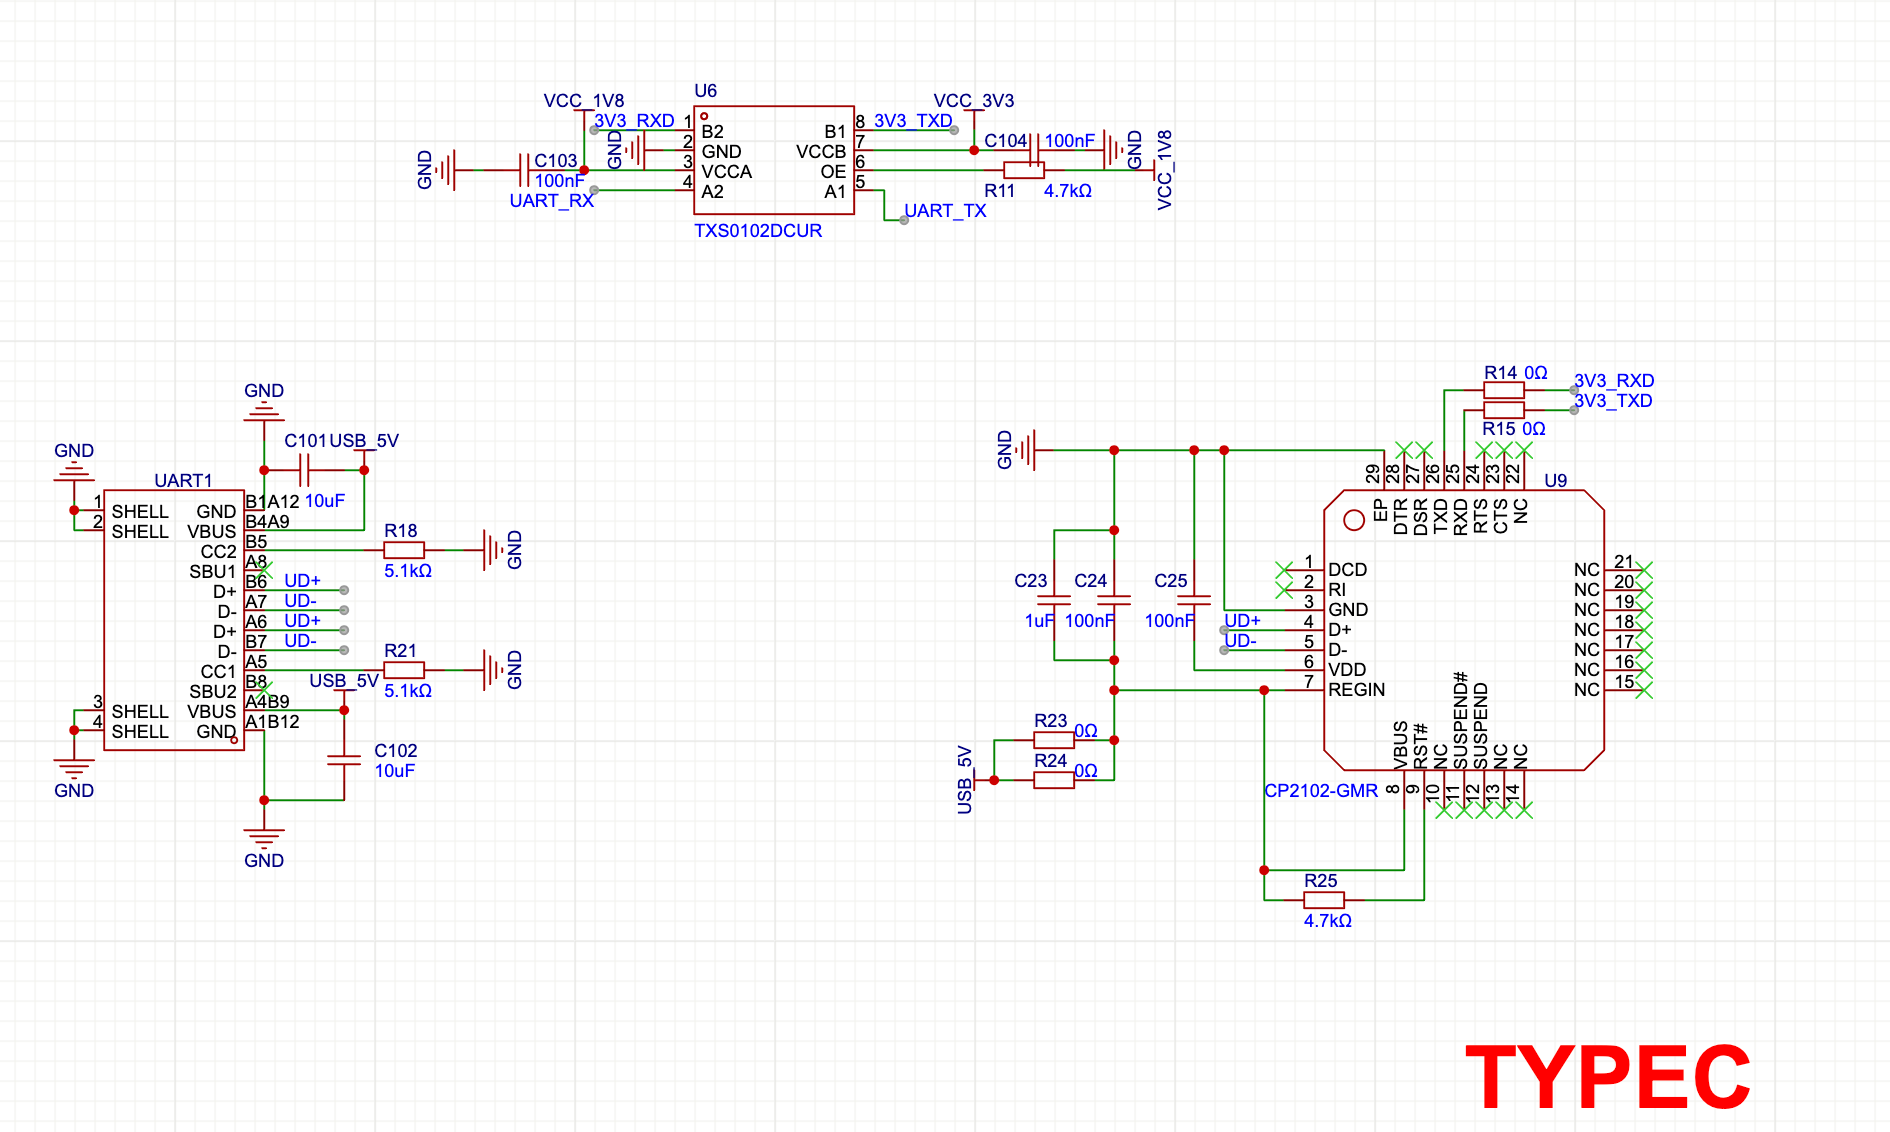 U6
VCC_1V8
VCC_3V3
3V3_RXD
1
B2
B1
8
3V3_TXD
2
GND
VCCB
7
C104
100nF
GND
GND
GND
C103
100nF
3
VCCA
OE
6
R11
4.7kΩ
VCC_1V8
UART_RX
4
A2
A1
5
UART_TX
TXS0102DCUR
GND
GND
C101
USB_5V
10uF
UART1
1
SHELL
GND
B1A12
2
SHELL
VBUS
B4A9
CC2
B5
R18
5.1kΩ
GND
SBU1
A8
D+
B6
UD+
D-
A7
UD-
D+
A6
UD+
D-
B7
UD-
CC1
A5
R21
5.1kΩ
GND
SBU2
B8
USB_5V
3
SHELL
VBUS
A4B9
4
SHELL
GND
A1B12
C102
10uF
GND
GND
R14 0Ω
3V3_RXD
3V3_TXD
R15 0Ω
GND
29
28
27
26
25
24
23
22
U9
EP
DTR
DSR
TXD
RXD
RTS
CTS
NC
C23
1uF
C24
100nF
C25
100nF
1
DCD
2
RI
3
GND
UD+
4
D+
UD-
5
D-
6
VDD
7
REGIN
NC
21
NC
20
NC
19
NC
18
NC
17
NC
16
NC
15
VBUS
RST#
NC
SUSPEND#
SUSPEND
NC
NC
8
9
10
11
12
13
14
CP2102-GMR
R23
0Ω
R24
0Ω
USB_5V
R25
4.7kΩ
TYPEC